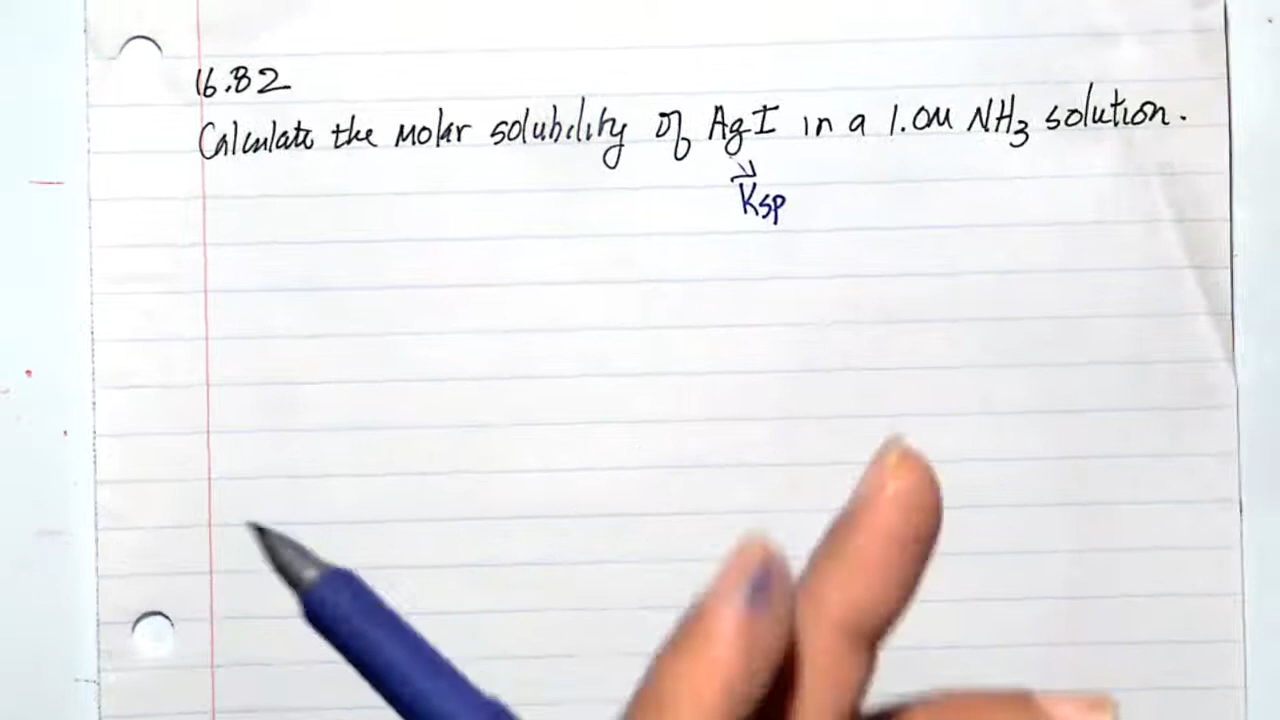 16.82
Calculate the molar solubility of AgI in a 1.0M NH3 solution.
Ksp